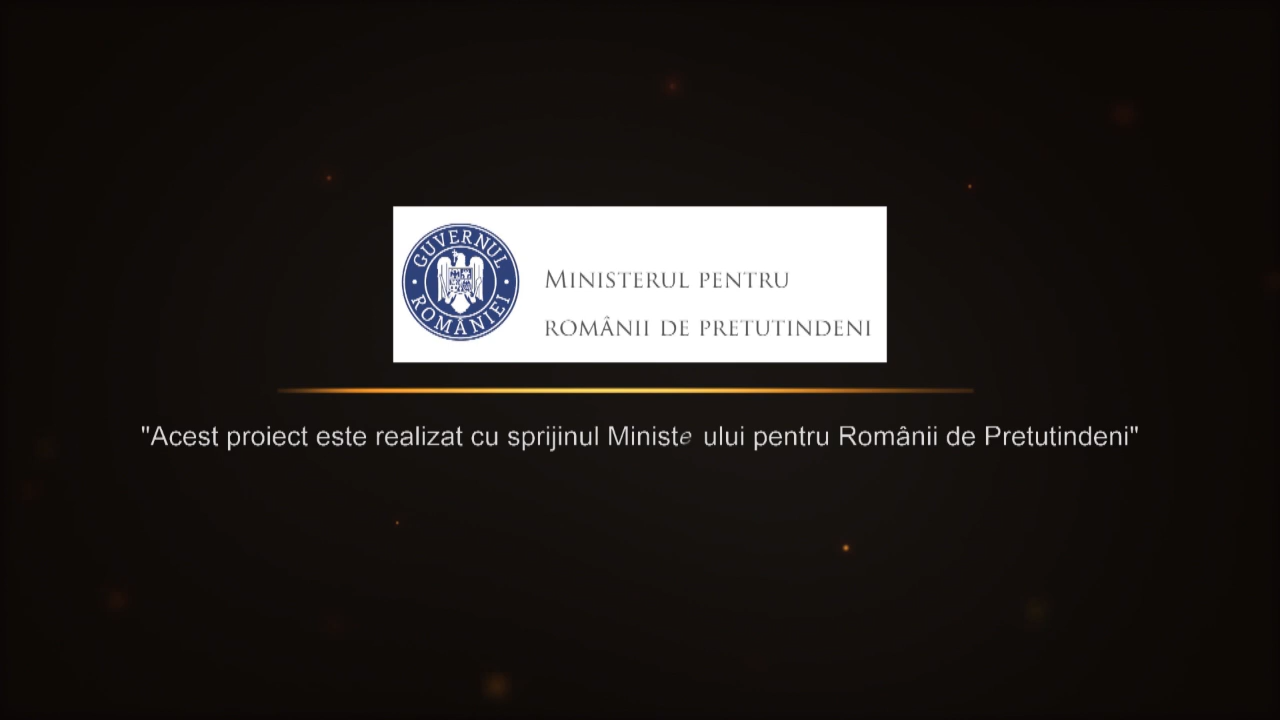 GUVERNUL ROMÂNIEI
MINISTERUL PENTRU
ROMÂNII DE PRETUTINDENI
"Acest proiect este realizat cu sprijinul Ministe ului pentru Românii de Pretutindeni"